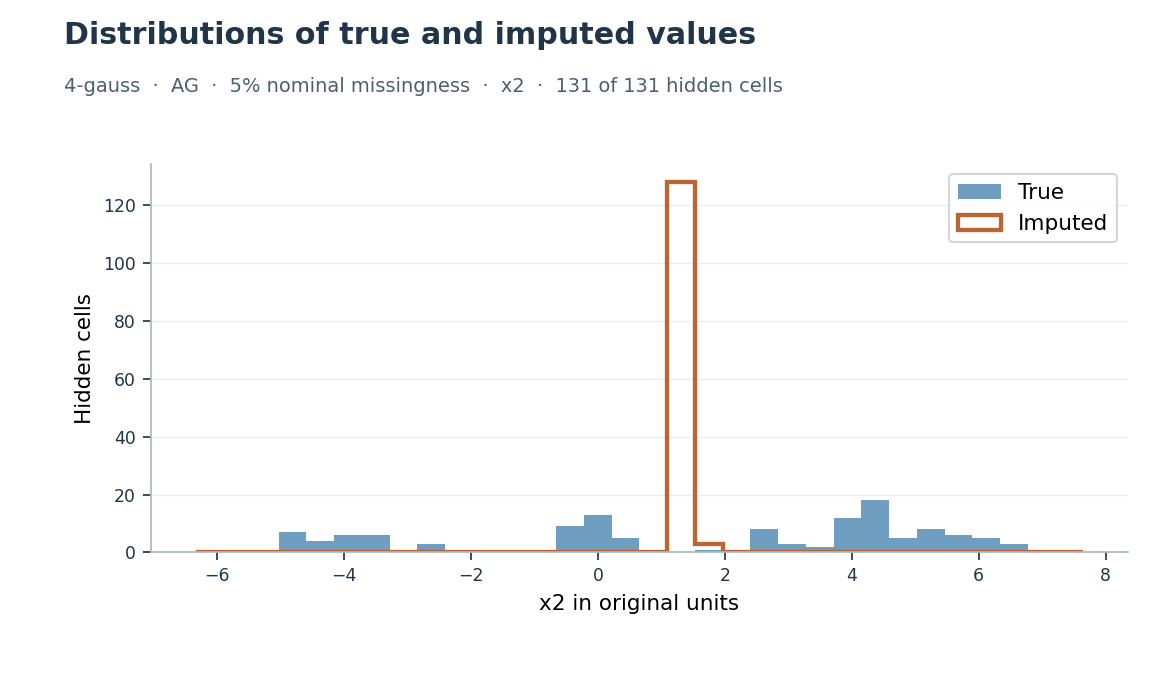 Distributions of true and imputed values
4-gauss · AG · 5% nominal missingness · x2 · 131 of 131 hidden cells
True
Imputed
120
100
80
60
40
20
0
Hidden cells
−6 −4 −2 0 2 4 6 8
x2 in original units